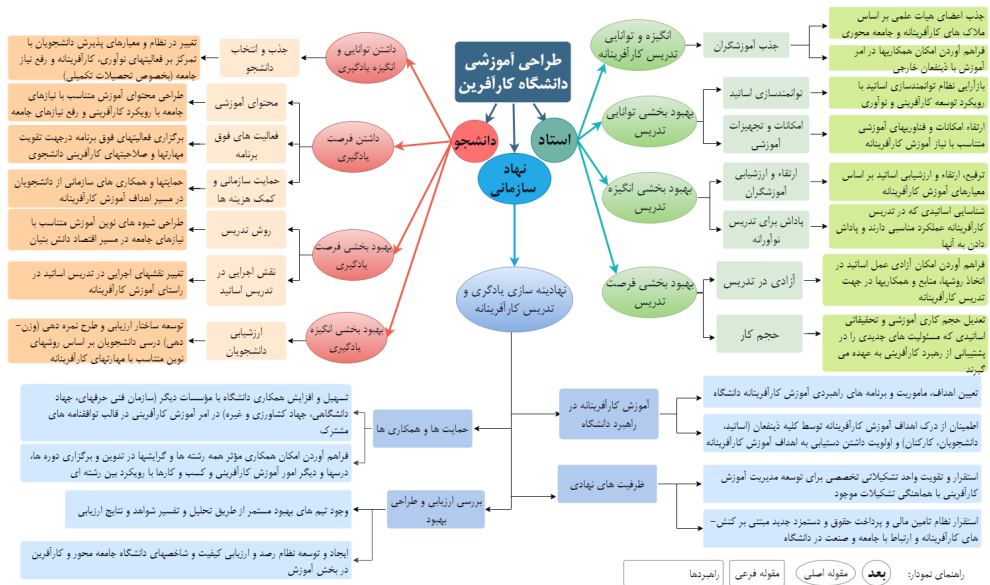 طراحی آموزشی
دانشگاه کارآفرین
استاد
دانشجو
نهاد
سازمانی
انگیزه و توانایی
تدریس کارآفرینانه
جذب آموزشگران
جذب اعضای هیات علمی بر اساس
ملاک های کارآفرینانه و جامعه محوری
فراهم آوردن امکان همکاریها در امر
آموزش با ذینفعان خارجی
بهبود بخشی توانایی
تدریس
توانمندسازی اساتید
بازآرایی نظام توانمندسازی اساتید با
رویکرد توسعه کارآفرینی و نوآوری
امکانات و تجهیزات
آموزشی
ارتقاء امکانات و فناوریهای آموزشی
متناسب با نیاز آموزش کارآفرینانه
بهبود بخشی انگیزه
تدریس
ارتقاء و ارزشیابی
آموزشگران
ترفیع، ارتقاء و ارزشیابی اساتید بر اساس
معیارهای آموزش کارآفرینانه
پاداش برای تدریس
نوآورانه
شناسایی اساتیدی که در تدریس
کارآفرینانه عملکرد مناسبی دارند و پاداش
دادن به آنها
بهبود بخشی فرصت
تدریس
آزادی در تدریس
فراهم آوردن امکان آزادی عمل اساتید در
اتخاذ روشها، منابع و همکاریها در جهت
تدریس کارآفرینانه
حجم کار
تعدیل حجم کاری آموزشی و تحقیقاتی
اساتیدی که مسئولیت های جدیدی را در
پشتیبانی از رهبرد کارآفرینی به عهده می
گیرند
داشتن توانایی و
انگیزه یادگیری
جذب و انتخاب
دانشجو
تغییر در نظام و معیارهای پذیرش دانشجویان با
تمرکز بر فعالیتهای نوآوری، کارآفرینانه و رفع نیاز
جامعه (بخصوص تحصیلات تکمیلی)
داشتن فرصت
یادگیری
محتوای آموزشی
طراحی محتوای آموزش متناسب با نیازهای
جامعه با رویکرد کارآفرینی و رفع نیازهای جامعه
فعالیت های فوق
برنامه
برگزاری فعالیتهای فوق برنامه درجهت تقویت
مهارتها و صلاحیتهای کارآفرینی دانشجوی
حمایت سازمانی و
کمک هزینه ها
حمایتها و همکاری های سازمانی از دانشجویان
در مسیر اهداف آموزش کارآفرینانه
بهبود بخشی فرصت
یادگیری
روش تدریس
طراحی شیوه های نوین آموزش متناسب با
نیازهای جامعه در مسیر اقتصاد دانش بنیان
نقش اجرایی در
تدریس اساتید
تغییر نقشهای اجرایی در تدریس اساتید در
راستای آموزش کارآفرینانه
بهبود بخشی انگیزه
یادگیری
ارزشیابی
دانشجویان
توسعه ساختار ارزیابی و طرح نمره دهی (وزن-
دهی) درسی دانشجویان بر اساس روشهای
نوین متناسب با مهارتهای کارآفرینانه
نهادینه سازی یادگری و
تدریس کارآفرینانه
آموزش کارآفرینانه در
راهبرد دانشگاه
تعیین اهداف، ماموریت و برنامه های راهبردی آموزش کارآفرینانه دانشگاه
اطمینان از درک اهداف آموزش کارآفرینانه توسط کلیه ذینفعان (اساتید،
دانشجویان، کارکنان) و اولویت داشتن دستیابی به اهداف آموزش کارآفرینانه
ظرفیت های نهادی
استقرار و تقویت واحد تشکیلاتی تخصصی برای توسعه مدیریت آموزش
کارآفرینی با هماهنگی تشکیلات موجود
استقرار نظام تامین مالی و پرداخت حقوق و دستمزد جدید مبتنی بر کنش-
های کارآفرینانه و ارتباط با جامعه و صنعت در دانشگاه
حمایت ها و همکاری ها
تسهیل و افزایش همکاری دانشگاه با مؤسسات دیگر (سازمان فنی حرفهای، جهاد
دانشگاهی، جهاد کشاورزی و غیره) در امر آموزش کارآفرینی در قالب توافقنامه های
مشترک
فراهم آوردن امکان همکاری مؤثر همه رشته ها و گرایشها در تدوین و برگزاری دوره ها،
درسها و دیگر امور آموزش کارآفرینی و کسب و کارها با رویکرد بین رشته ای
بررسی ارزیابی و طراحی
بهبود
وجود تیم های بهبود مستمر از طریق تحلیل و تفسیر شواهد و نتایج ارزیابی
ایجاد و توسعه نظام رصد و ارزیابی کیفیت و شاخصهای دانشگاه جامعه محور و کارآفرین
در بخش آموزش
راهنمای نمودار:
بعد
مقوله اصلی
مقوله فرعی
راهبردها